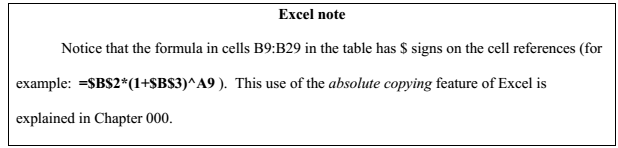 Excel note
Notice that the formula in cells B9:B29 in the table has $ signs on the cell references (for
example: =$B$2*(1+$B$3)^A9 ). This use of the absolute copying feature of Excel is
explained in Chapter 000.